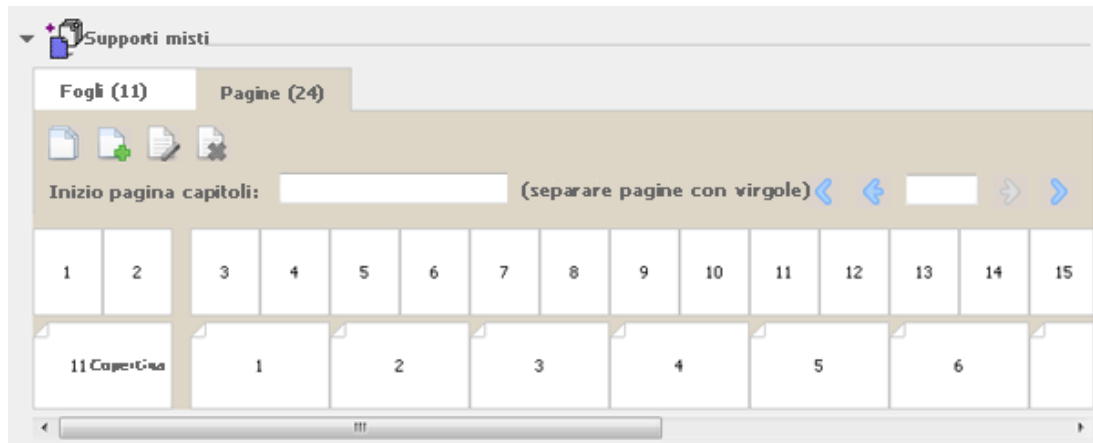 Supporti misti
Fogli (11) Pagine (24)
Inizio pagina capitoli: (separare pagine con virgole)
1 2 3 4 5 6 7 8 9 10 11 12 13 14 15
11 Copertina 1 2 3 4 5 6